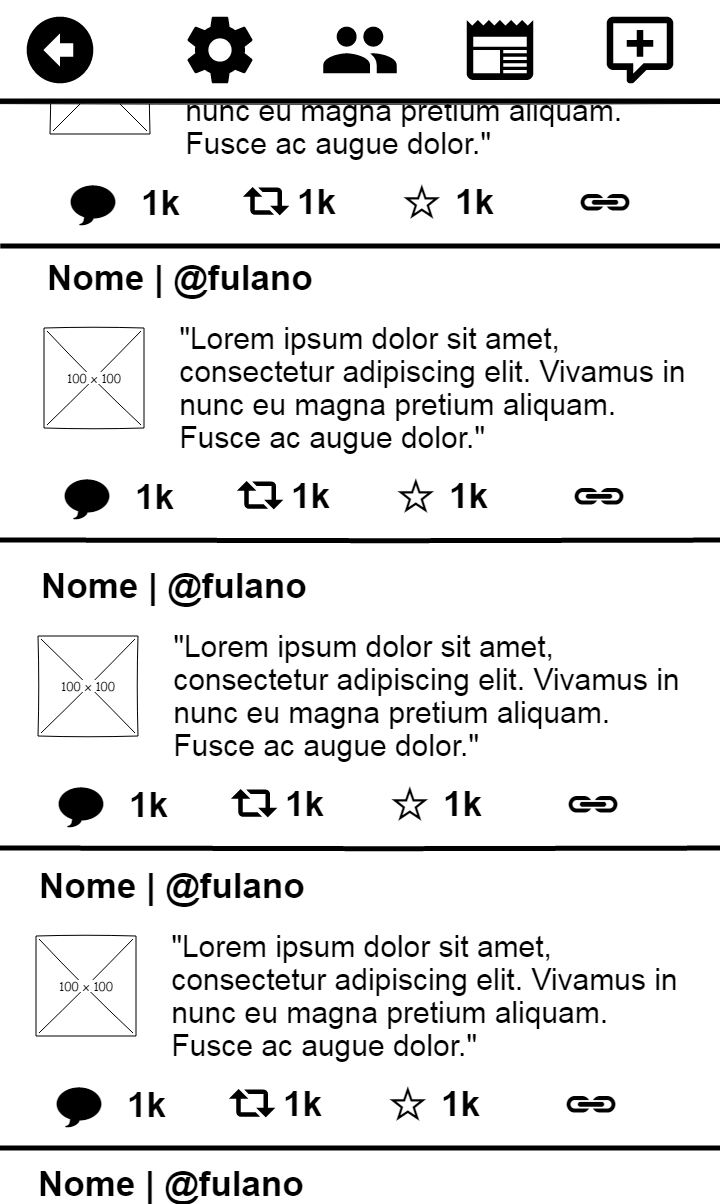 nunc eu magna pretium aliquam.
Fusce ac augue dolor."
1k 1k 1k
Nome | @fulano
100 x 100
"Lorem ipsum dolor sit amet,
consectetur adipiscing elit. Vivamus in
nunc eu magna pretium aliquam.
Fusce ac augue dolor."
1k 1k 1k
Nome | @fulano
100 x 100
"Lorem ipsum dolor sit amet,
consectetur adipiscing elit. Vivamus in
nunc eu magna pretium aliquam.
Fusce ac augue dolor."
1k 1k 1k
Nome | @fulano
100 x 100
"Lorem ipsum dolor sit amet,
consectetur adipiscing elit. Vivamus in
nunc eu magna pretium aliquam.
Fusce ac augue dolor."
1k 1k 1k
Nome | @fulano